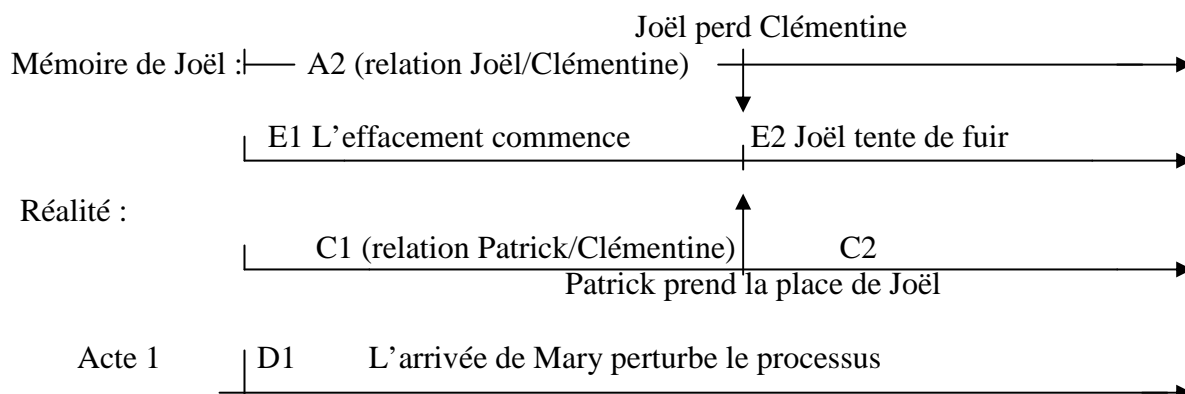 Joël perd Clémentine
Mémoire de Joël : A2 (relation Joël/Clémentine)
E1 L’effacement commence E2 Joël tente de fuir
Réalité :
C1 (relation Patrick/Clémentine) C2
Patrick prend la place de Joël
Acte 1 D1 L’arrivée de Mary perturbe le processus